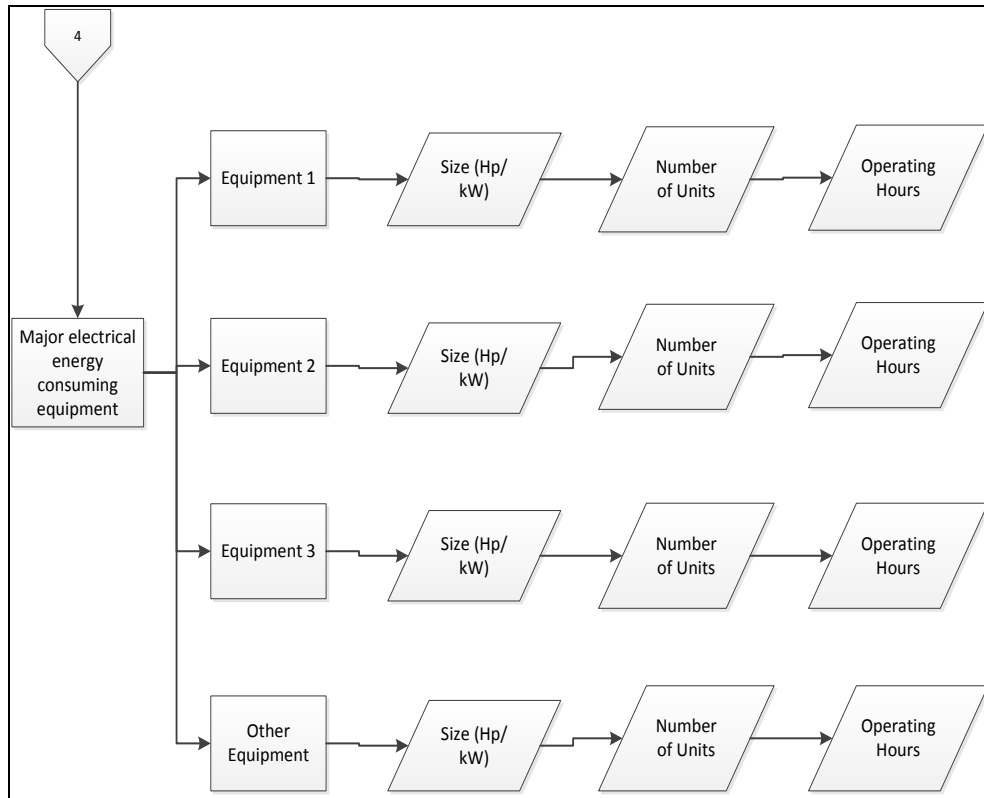 4
Equipment 1
Size (Hp/
kW)
Number
of Units
Operating
Hours
Major electrical
energy
consuming
equipment
Equipment 2
Size (Hp/
kW)
Number
of Units
Operating
Hours
Equipment 3
Size (Hp/
kW)
Number
of Units
Operating
Hours
Other
Equipment
Size (Hp/
kW)
Number
of Units
Operating
Hours